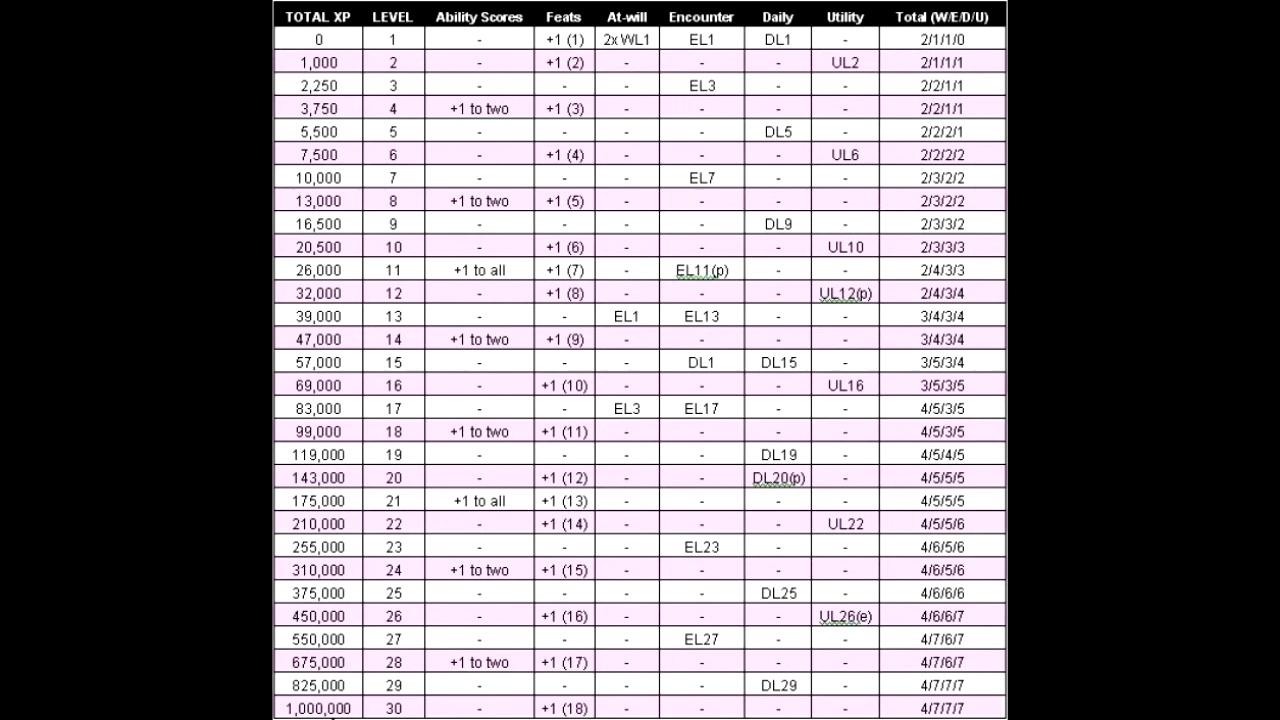 TOTAL XP LEVEL Ability Scores Feats At-will Encounter Daily Utility Total (W/E/D/U)
0 1 - +1 (1) 2x WL1 EL1 DL1 - 2/1/1/0
1,000 2 - +1 (2) - - - UL2 2/1/1/1
2,250 3 - - - EL3 - - 2/2/1/1
3,750 4 +1 to two +1 (3) - - - - 2/2/1/1
5,500 5 - - - - DL5 - 2/2/2/1
7,500 6 - +1 (4) - - - UL6 2/2/2/2
10,000 7 - - - EL7 - - 2/3/2/2
13,000 8 +1 to two +1 (5) - - - - 2/3/2/2
16,500 9 - - - - DL9 - 2/3/3/2
20,500 10 - +1 (6) - - - UL10 2/3/3/3
26,000 11 +1 to all +1 (7) - EL11(p) - - 2/4/3/3
32,000 12 - +1 (8) - - - UL12(p) 2/4/3/4
39,000 13 - - EL1 EL13 - - 3/4/3/4
47,000 14 +1 to two +1 (9) - - - - 3/4/3/4
57,000 15 - - - DL1 DL15 - 3/5/3/4
69,000 16 - +1 (10) - - - UL16 3/5/3/5
83,000 17 - - EL3 EL17 - - 4/5/3/5
99,000 18 +1 to two +1 (11) - - - - 4/5/3/5
119,000 19 - - - - DL19 - 4/5/4/5
143,000 20 - +1 (12) - - DL20(p) - 4/5/5/5
175,000 21 +1 to all +1 (13) - - - - 4/5/5/5
210,000 22 - +1 (14) - - - UL22 4/5/5/6
255,000 23 - - - EL23 - - 4/6/5/6
310,000 24 +1 to two +1 (15) - - - - 4/6/5/6
375,000 25 - - - - DL25 - 4/6/6/6
450,000 26 - +1 (16) - - - UL26(e) 4/6/6/7
550,000 27 - - - EL27 - - 4/7/6/7
675,000 28 +1 to two +1 (17) - - - - 4/7/6/7
825,000 29 - - - - DL29 - 4/7/7/7
1,000,000 30 - +1 (18) - - - - 4/7/7/7